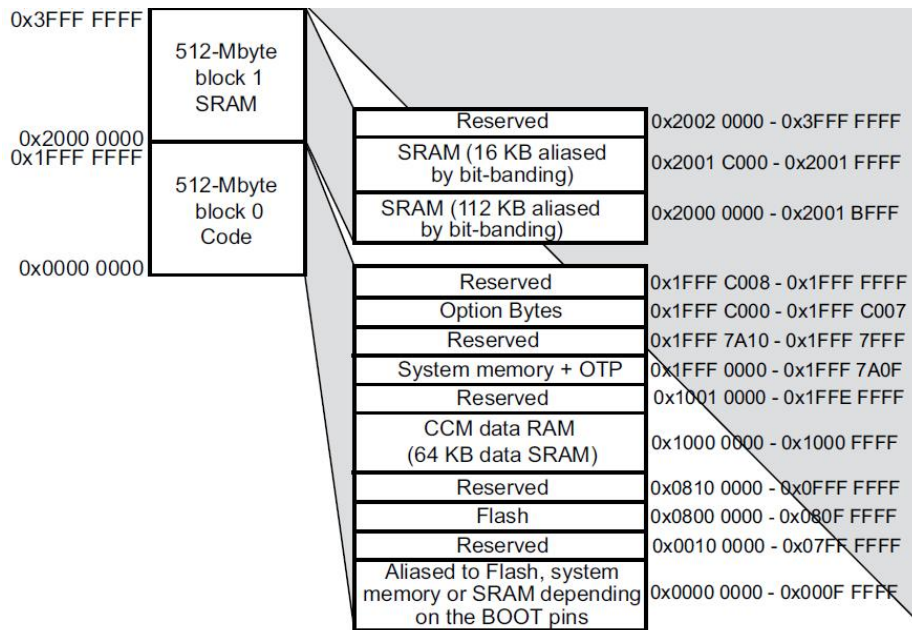 0x3FFF FFFF
512-Mbyte
block 1
SRAM
0x2000 0000
0x1FFF FFFF
512-Mbyte
block 0
Code
0x0000 0000
Reserved
0x2002 0000 - 0x3FFF FFFF
SRAM (16 KB aliased
by bit-banding)
0x2001 C000 - 0x2001 FFFF
SRAM (112 KB aliased
by bit-banding)
0x2000 0000 - 0x2001 BFFF
Reserved
0x1FFF C008 - 0x1FFF FFFF
Option Bytes
0x1FFF C000 - 0x1FFF C007
Reserved
0x1FFF 7A10 - 0x1FFF 7FFF
System memory + OTP
0x1FFF 0000 - 0x1FFF 7A0F
Reserved
0x1001 0000 - 0x1FFE FFFF
CCM data RAM
(64 KB data SRAM)
0x1000 0000 - 0x1000 FFFF
Reserved
0x0810 0000 - 0x0FFF FFFF
Flash
0x0800 0000 - 0x080F FFFF
Reserved
0x0010 0000 - 0x07FF FFFF
Aliased to Flash, system
memory or SRAM depending
on the BOOT pins
0x0000 0000 - 0x000F FFFF